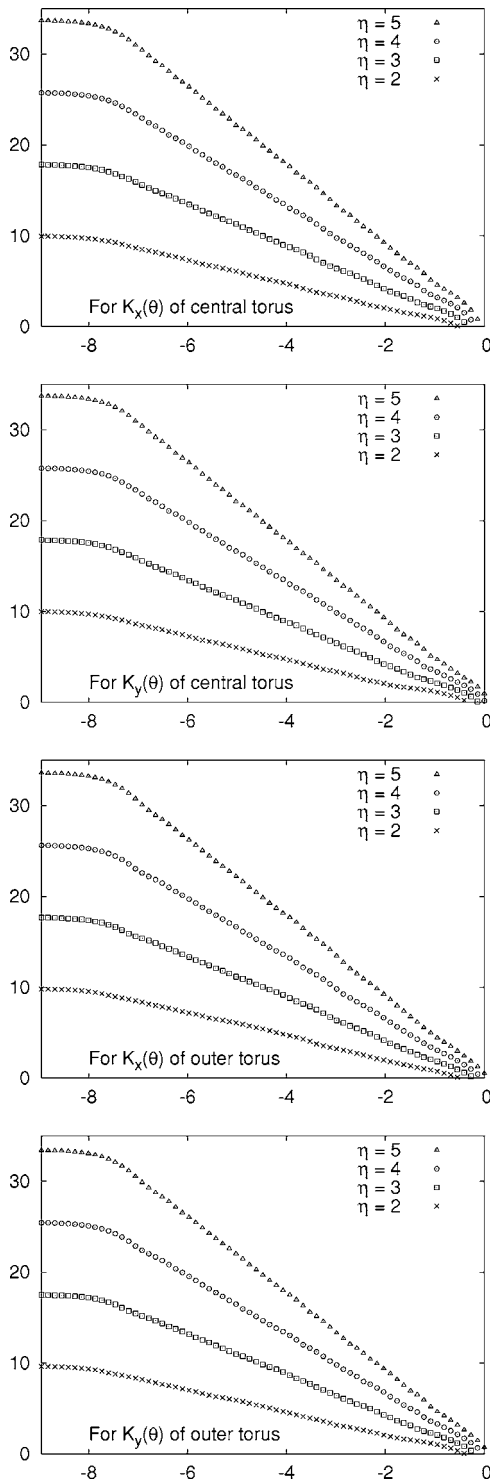 η = 5
η = 4
η = 3
η = 2
30
20
10
0
For Kx(θ) of central torus
-8 -6 -4 -2 0
η = 5
η = 4
η = 3
η = 2
30
20
10
0
For Ky(θ) of central torus
-8 -6 -4 -2 0
η = 5
η = 4
η = 3
η = 2
30
20
10
0
For Kx(θ) of outer torus
-8 -6 -4 -2 0
η = 5
η = 4
η = 3
η = 2
30
20
10
0
For Ky(θ) of outer torus
-8 -6 -4 -2 0